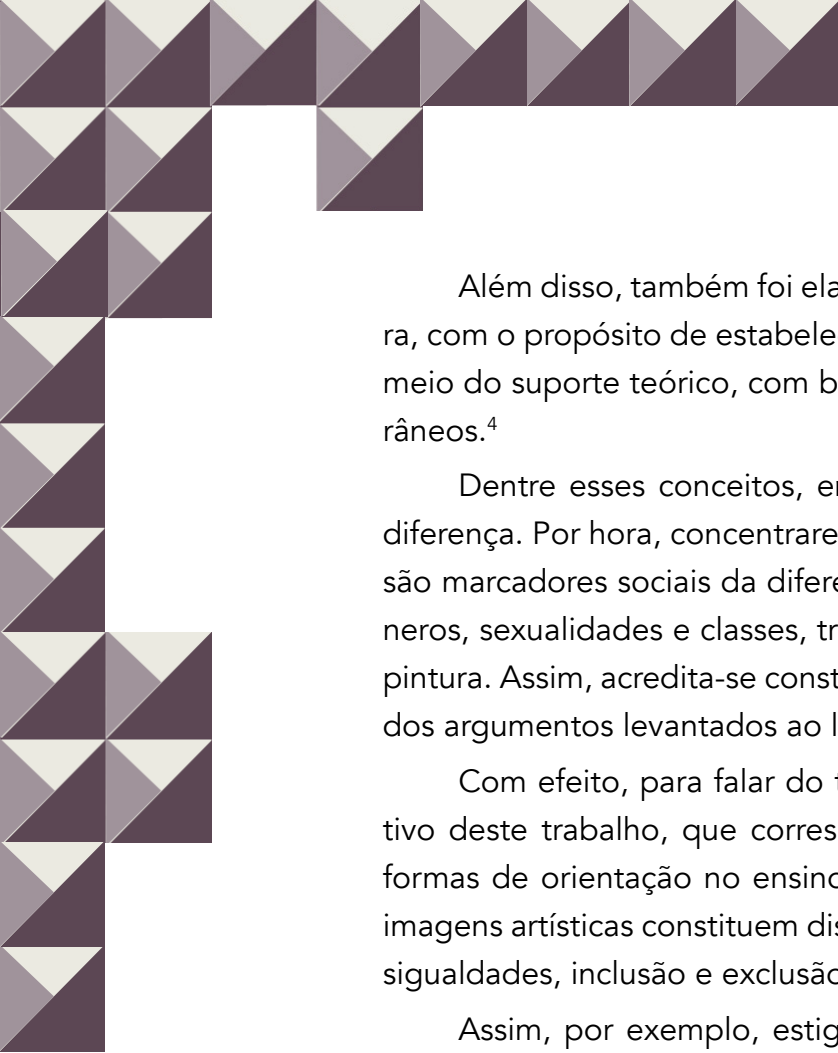 Além disso, também foi ela
ra, com o propósito de estabele
meio do suporte teórico, com b
râneos.⁴
Dentre esses conceitos, e
diferença. Por hora, concentrare
são marcadores sociais da difere
neros, sexualidades e classes, tr
pintura. Assim, acredita-se const
dos argumentos levantados ao l
Com efeito, para falar do
tivo deste trabalho, que corres
formas de orientação no ensino
imagens artísticas constituem dis
sigualdades, inclusão e exclusão
Assim, por exemplo, estig